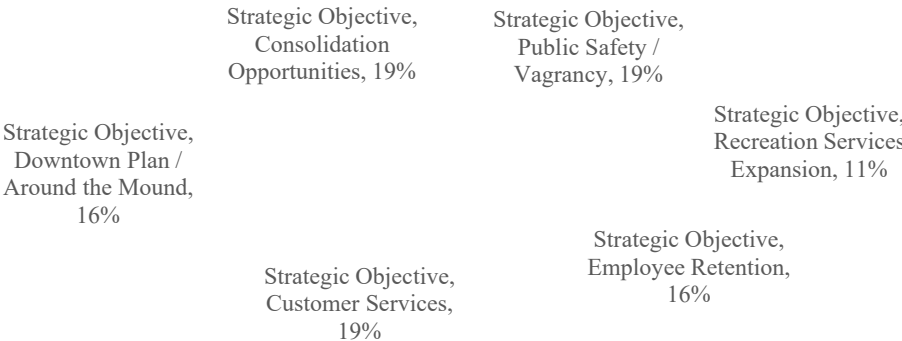 Strategic Objective,
Consolidation
Opportunities, 19%
Strategic Objective,
Public Safety /
Vagrancy, 19%
Strategic Objective,
Recreation Services
Expansion, 11%
Strategic Objective,
Downtown Plan /
Around the Mound,
16%
Strategic Objective,
Employee Retention,
16%
Strategic Objective,
Customer Services,
19%